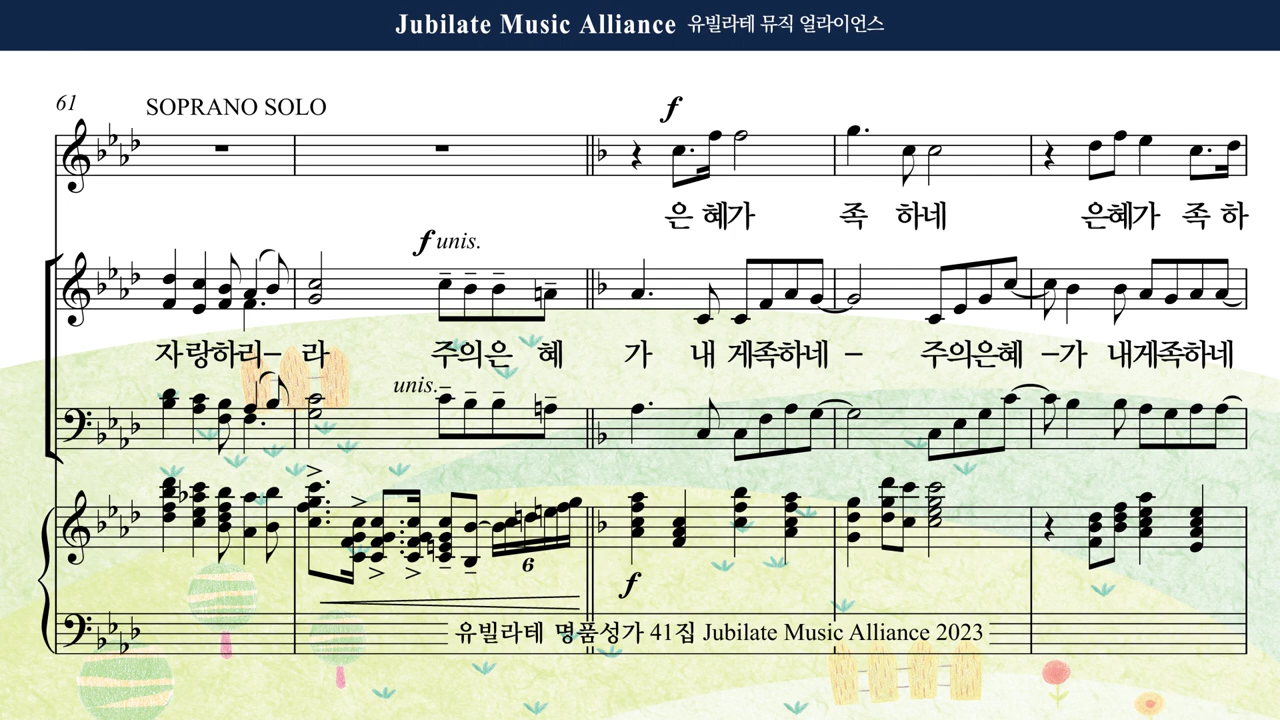 Jubilate Music Alliance 유빌라테 뮤직 얼라이언스
61
SOPRANO SOLO
f
은 혜가 족 하네 은혜가 족 하
f unis.
자랑하리– 라 주의은 혜 가 내 게족하네 – 주의은혜 –가 내게족하네
unis.
6
f
유빌라테 명품성가 41집 Jubilate Music Alliance 2023